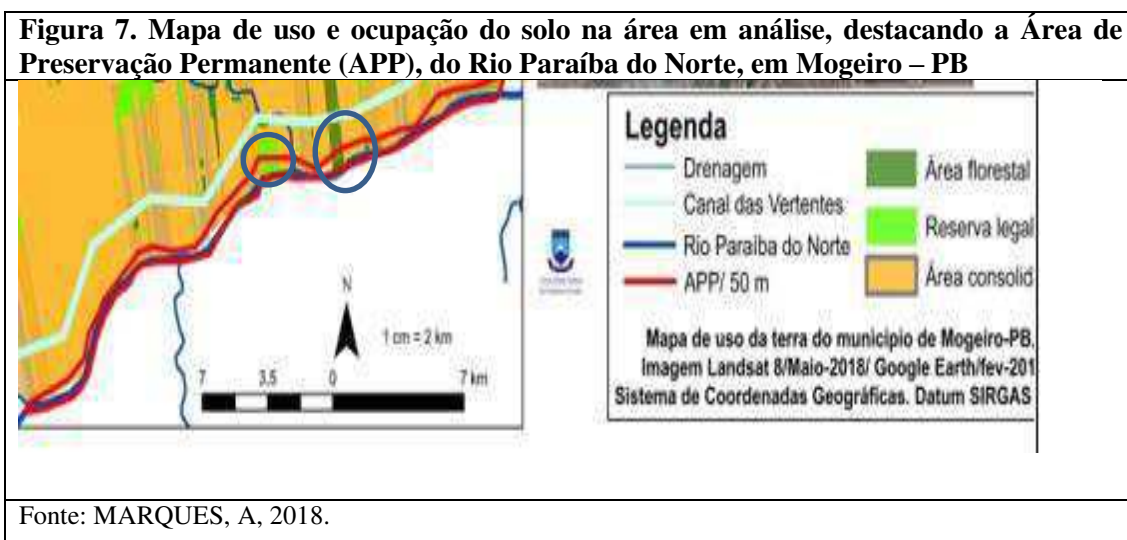 Figura 7. Mapa de uso e ocupação do solo na área em análise, destacando a Área de
Preservação Permanente (APP), do Rio Paraíba do Norte, em Mogeiro – PB
N
1 cm = 2 km
7 3,5 0 7 km
Legenda
Drenagem
Canal das Vertentes
Rio Paraiba do Norte
APP/ 50 m
Área florestal
Reserva legal
Área consolid
Mapa de uso da terra do municipio de Mogeiro-PB.
Imagem Landsat 8/Maio-2018/ Google Earth/fev-201
Sistema de Coordenadas Geográficas. Datum SIRGAS
Fonte: MARQUES, A, 2018.